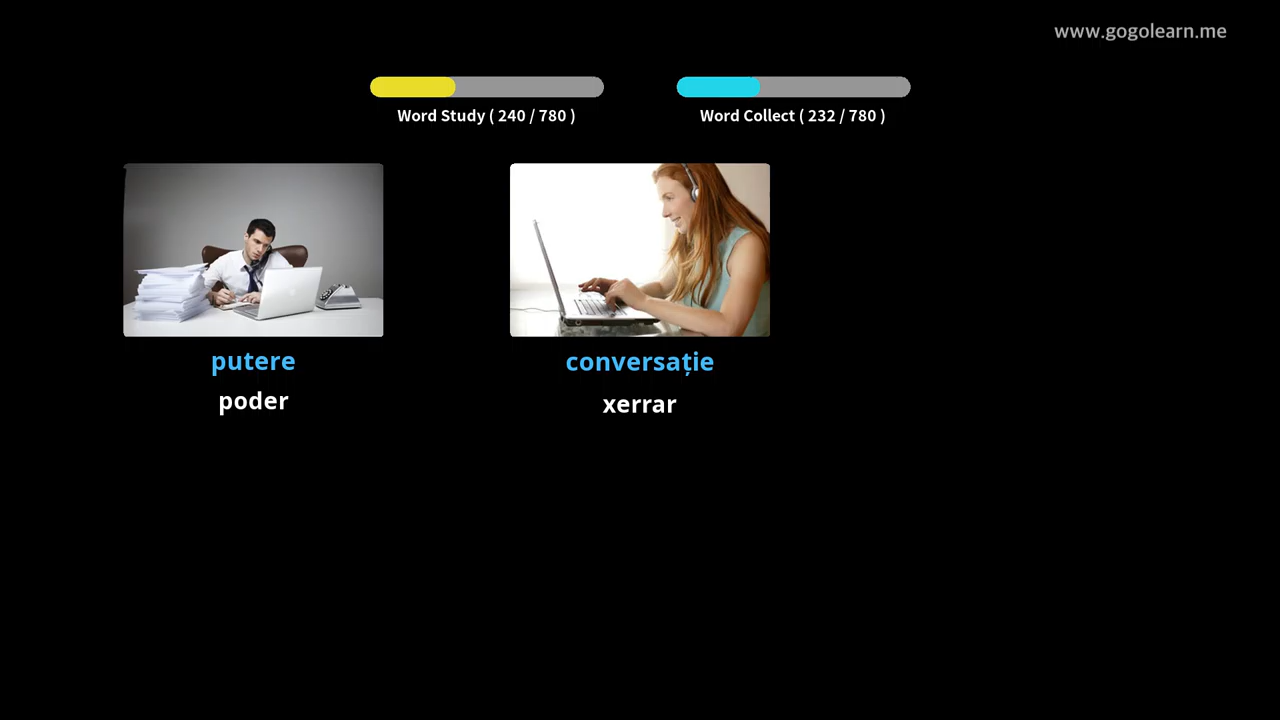 www.gogolearn.me
Word Study ( 240 / 780 )
Word Collect ( 232 / 780 )
putere
poder
conversație
xerrar